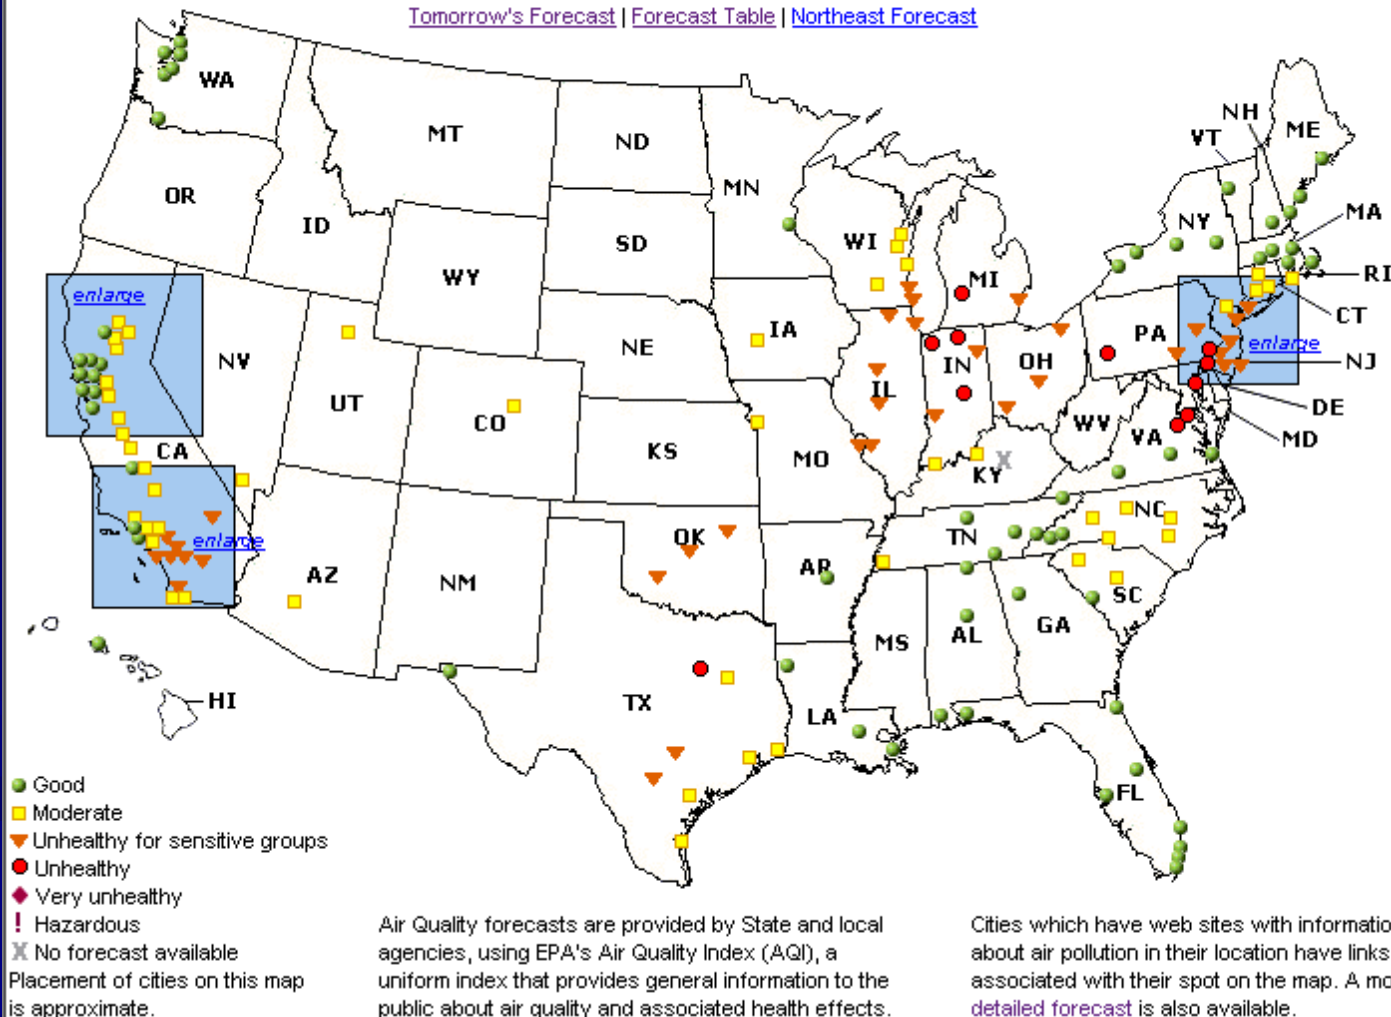 Tomorrow's Forecast | Forecast Table | Northeast Forecast
WA
MT
ND
MN
VT
NH
ME
OR
ID
SD
WI
MI
NY
MA
RI
CT
WY
enlarge
IA
NE
PA
enlarge
NV
IN
OH
NJ
UT
CO
IL
DE
WV
VA
MD
CA
KS
MO
KY
enlarge
OK
NC
TN
AZ
NM
AR
SC
MS
AL
GA
HI
TX
LA
FL
Good
Moderate
Unhealthy for sensitive groups
Unhealthy
Very unhealthy
! Hazardous
X No forecast available
Placement of cities on this map
is approximate.
Air Quality forecasts are provided by State and local
agencies, using EPA's Air Quality Index (AQI), a
uniform index that provides general information to the
public about air quality and associated health effects.
Cities which have web sites with informatio
about air pollution in their location have links
associated with their spot on the map. A mo
detailed forecast is also available.